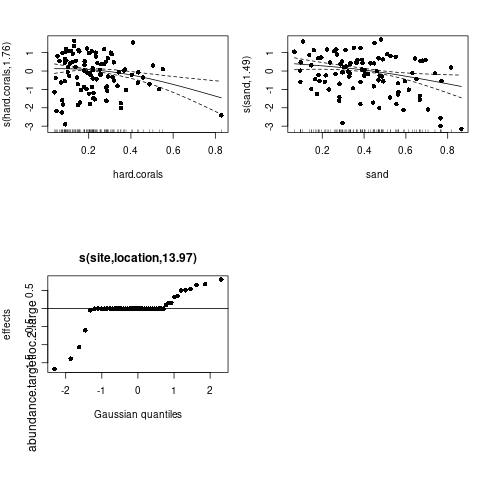 s(hard.corals,1.76)
1
0
-1
-2
-3
0.2 0.4 0.6 0.8
hard.corals
s(sand,1.49)
1
0
-1
-2
-3
0.2 0.4 0.6 0.8
sand
s(site,location,13.97)
effects
0.5
-0.5
-2 -1 0 1 2
Gaussian quantiles